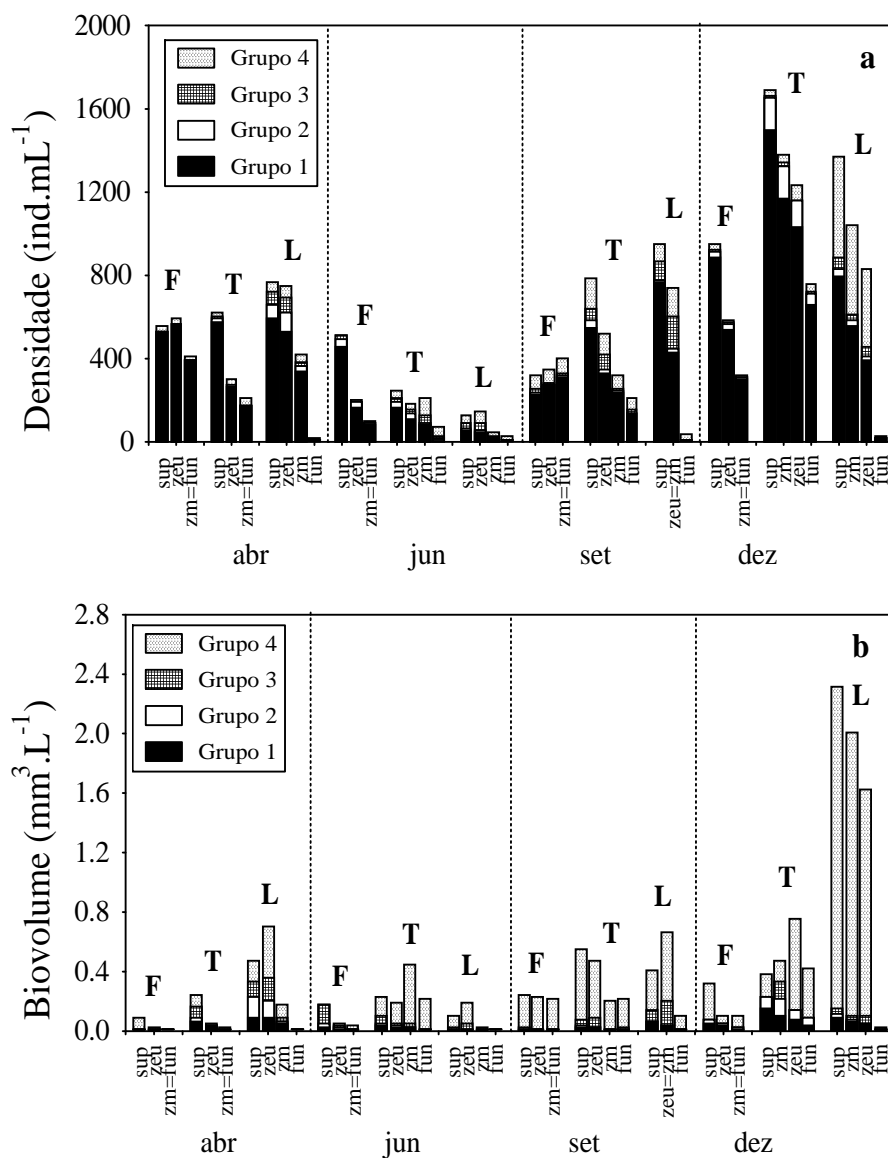 a
Densidade (ind.mL⁻¹)
2000
1600
1200
800
400
0
Grupo 4
Grupo 3
Grupo 2
Grupo 1
F T L F T L F T L F T L
sup zeu zm=fun sup zeu zm=fun sup zeu zm fun sup zeu zm=fun sup zeu zm fun sup zeu zm fun sup zeu zm=fun sup zeu zm fun sup zeu=zm fun sup zeu zm=fun sup zm zeu fun sup zm zeu fun
abr jun set dez
b
Biovolume (mm³.L⁻¹)
2.8
2.4
2.0
1.6
1.2
0.8
0.4
0.0
Grupo 4
Grupo 3
Grupo 2
Grupo 1
F T L F T L F T L F T L
sup zeu zm=fun sup zeu zm=fun sup zeu zm fun sup zeu zm=fun sup zeu zm fun sup zeu zm fun sup zeu zm=fun sup zeu zm fun sup zeu=zm fun sup zeu zm=fun sup zm zeu fun sup zm zeu fun
abr jun set dez